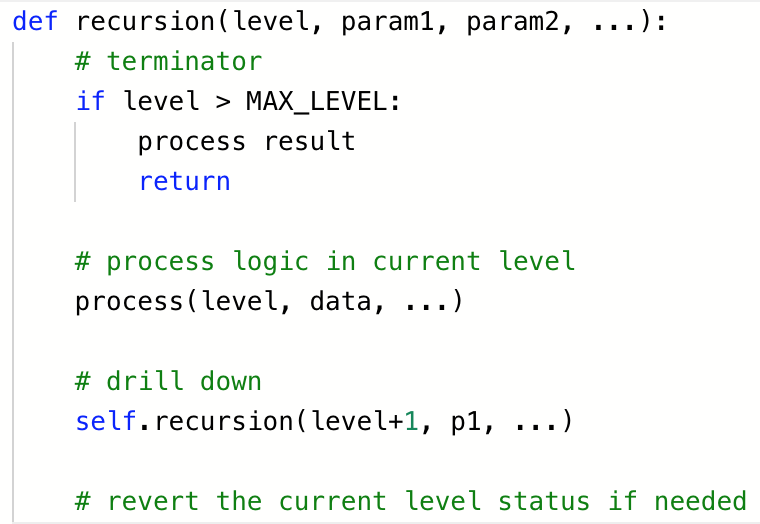 def recursion(level, param1, param2, ...):
    # terminator
    if level > MAX_LEVEL:
        process result
        return
    # process logic in current level
    process(level, data, ...)
    # drill down
    self.recursion(level+1, p1, ...)
    # revert the current level status if needed